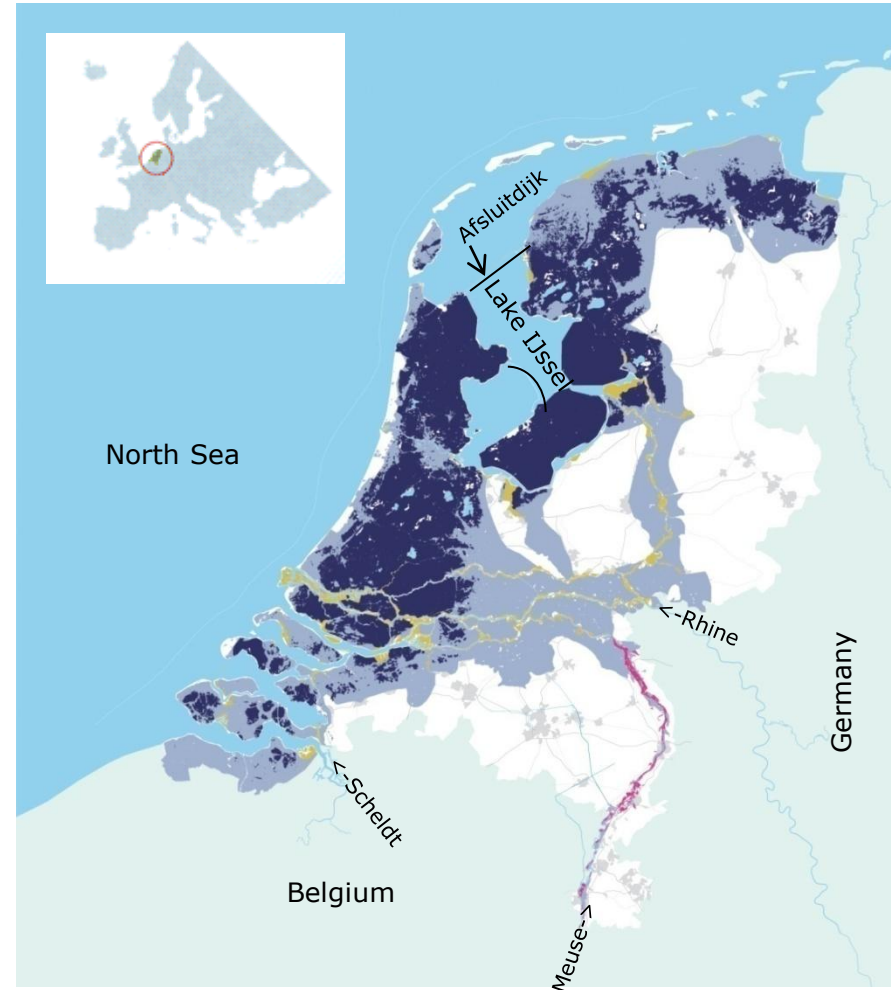 Afsluitdijk
Lake IJssel
North Sea
<-Rhine
Germany
<-Scheldt
Belgium
Meuse->